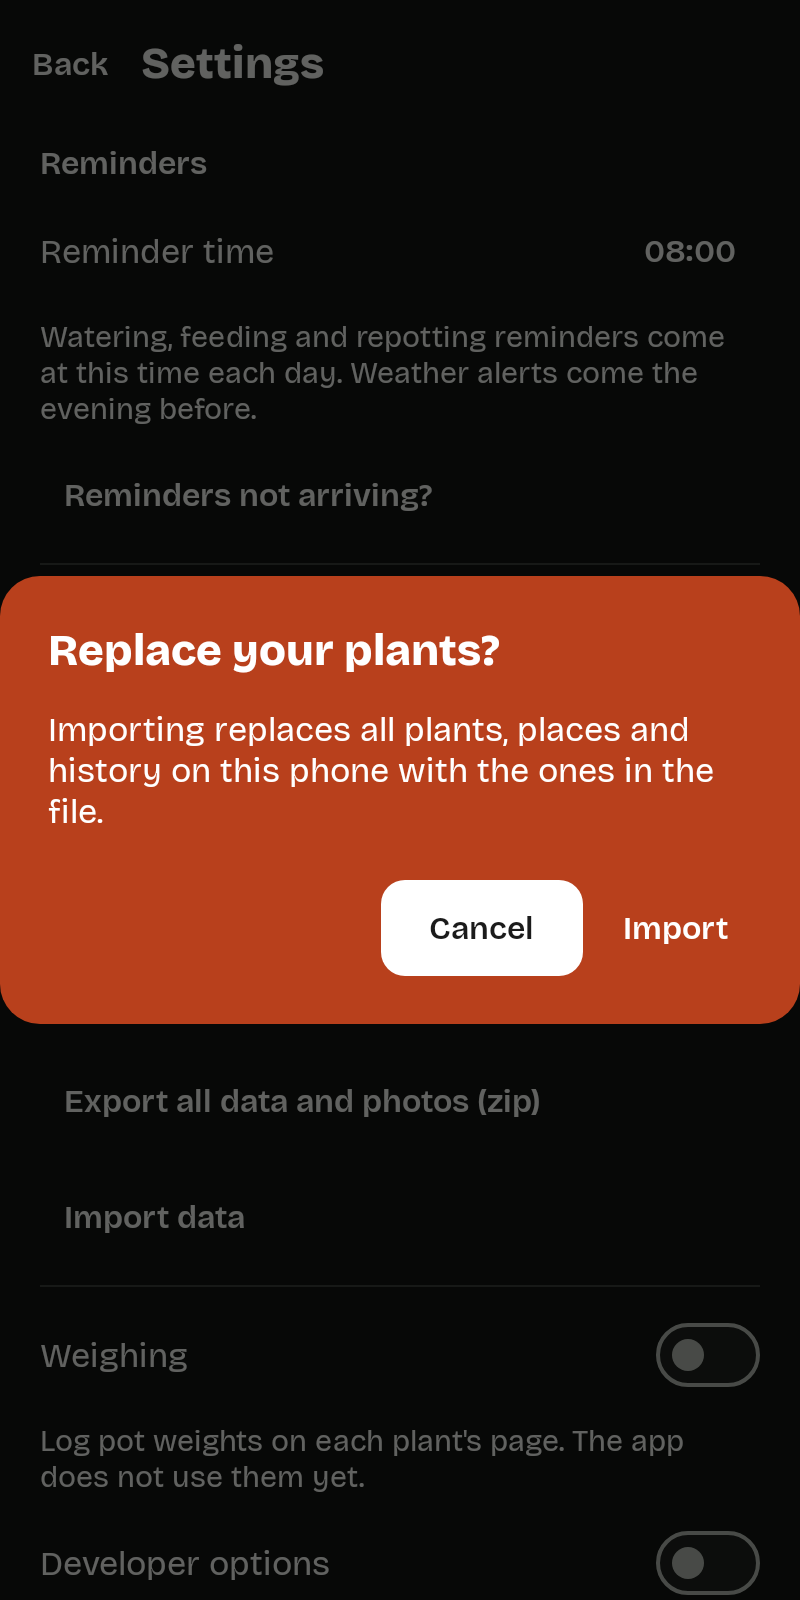 Back Settings
Reminders
Reminder time 08:00
Watering, feeding and repotting reminders come
at this time each day. Weather alerts come the
evening before.
Reminders not arriving?
Replace your plants?
Importing replaces all plants, places and
history on this phone with the ones in the
file.
Cancel Import
Export all data and photos (zip)
Import data
Weighing
Log pot weights on each plant's page. The app
does not use them yet.
Developer options